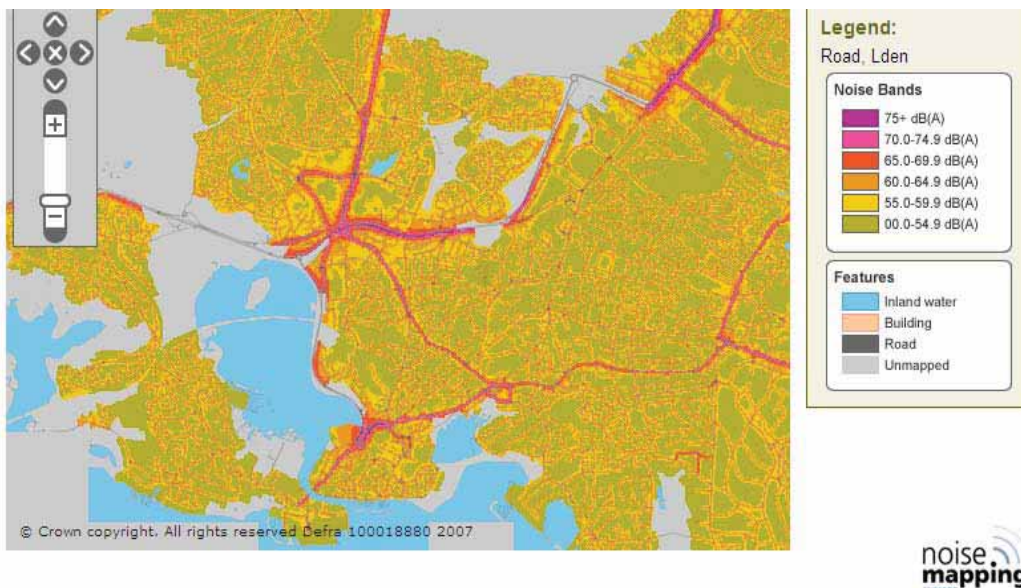 Legend:
Road, Lden
Noise Bands
75+ dB(A)
70.0-74.9 dB(A)
65.0-69.9 dB(A)
60.0-64.9 dB(A)
55.0-59.9 dB(A)
00.0-54.9 dB(A)
Features
Inland water
Building
Road
Unmapped
© Crown copyright. All rights reserved Defra 100018880 2007
noise
mapping